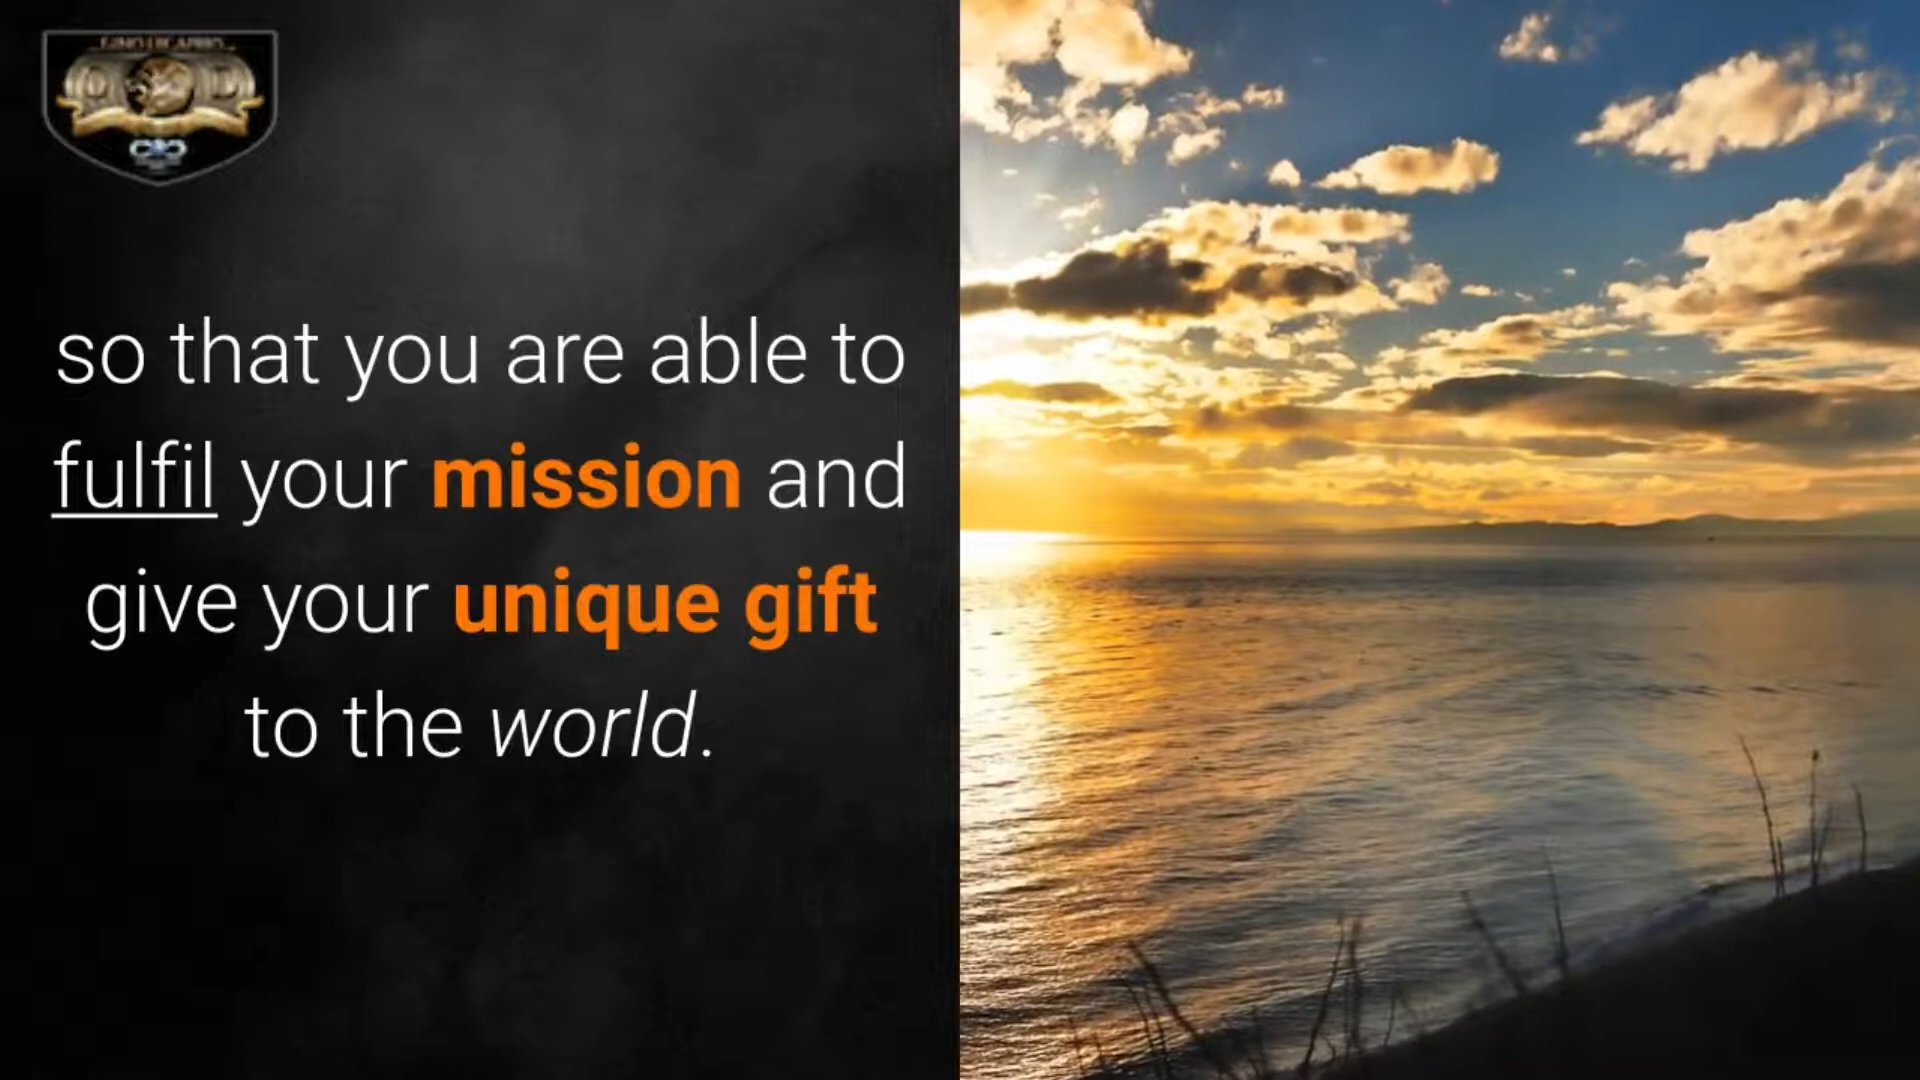 so that you are able to
fulfil your mission and
give your unique gift
to the world.